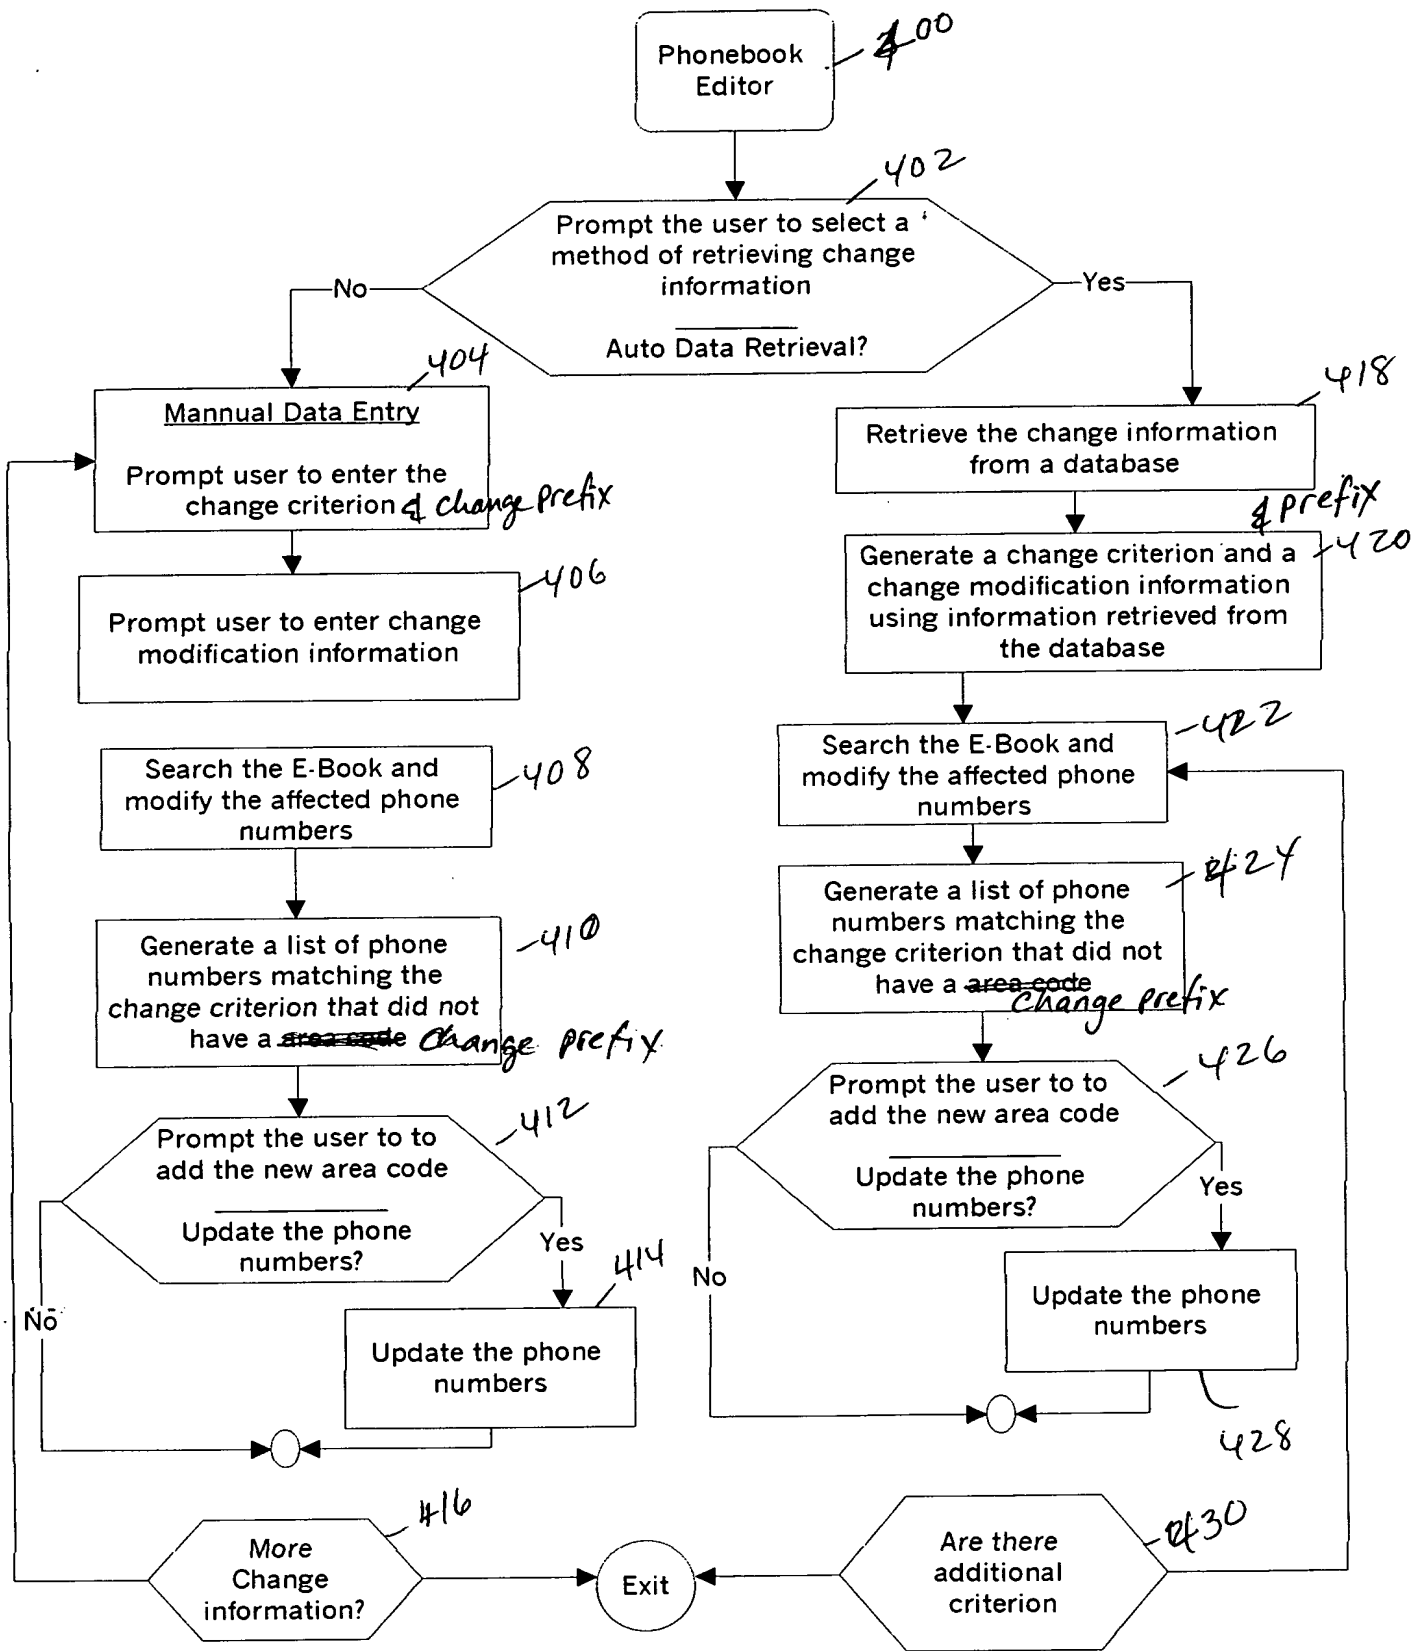 Phonebook
Editor
400
402
Prompt the user to select a
method of retrieving change
information
Auto Data Retrieval?
No
Yes
404
Mannual Data Entry
Prompt user to enter the
change criterion & change prefix
406
Prompt user to enter change
modification information
408
Search the E-Book and
modify the affected phone
numbers
410
Generate a list of phone
numbers matching the
change criterion that did not
have a area code change prefix
412
Prompt the user to to
add the new area code
Update the phone
numbers?
No
Yes
414
Update the phone
numbers
416
More
Change
information?
Exit
418
Retrieve the change information
from a database
& prefix
420
Generate a change criterion and a
change modification information
using information retrieved from
the database
422
Search the E-Book and
modify the affected phone
numbers
424
Generate a list of phone
numbers matching the
change criterion that did not
have a area code
change prefix
426
Prompt the user to to
add the new area code
Update the phone
numbers?
Yes
No
Update the phone
numbers
428
430
Are there
additional
criterion